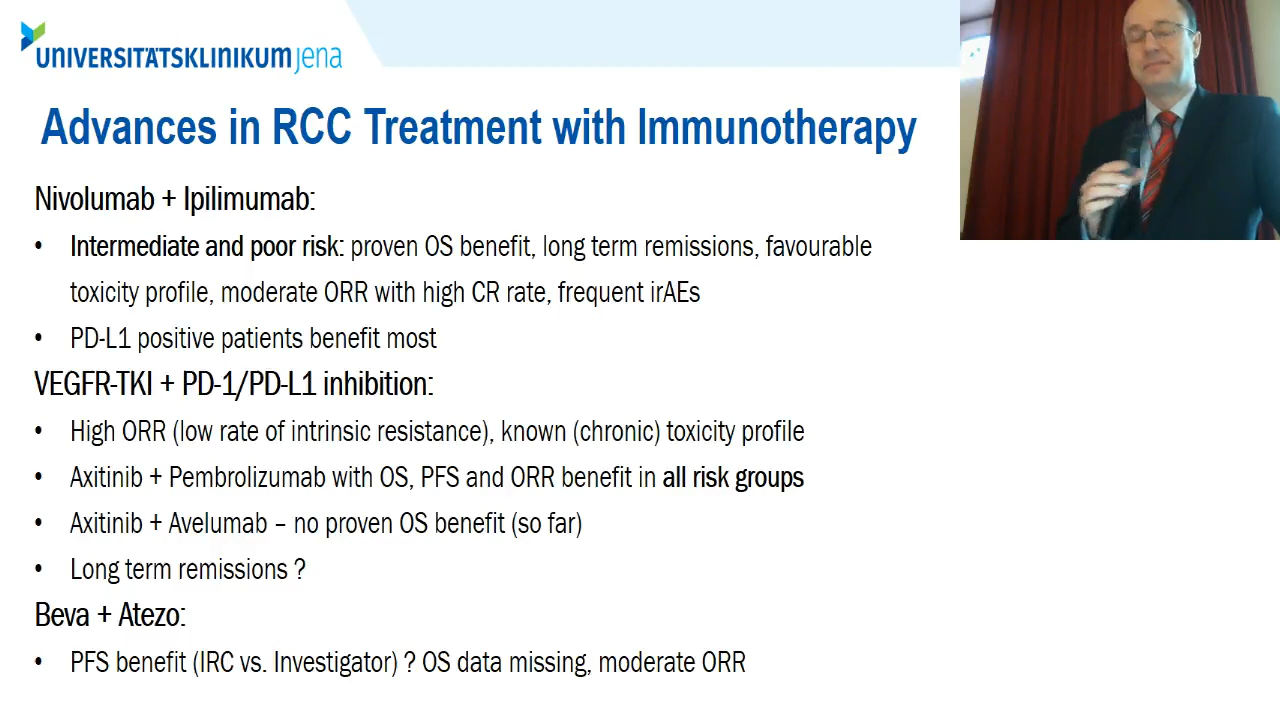 UNIVERSITÄTSKLINIKUM jena
Advances in RCC Treatment with Immunotherapy
Nivolumab + Ipilimumab:
• Intermediate and poor risk: proven OS benefit, long term remissions, favourable
toxicity profile, moderate ORR with high CR rate, frequent irAEs
• PD-L1 positive patients benefit most
VEGFR-TKI + PD-1/PD-L1 inhibition:
• High ORR (low rate of intrinsic resistance), known (chronic) toxicity profile
• Axitinib + Pembrolizumab with OS, PFS and ORR benefit in all risk groups
• Axitinib + Avelumab – no proven OS benefit (so far)
• Long term remissions ?
Beva + Atezo:
• PFS benefit (IRC vs. Investigator) ? OS data missing, moderate ORR